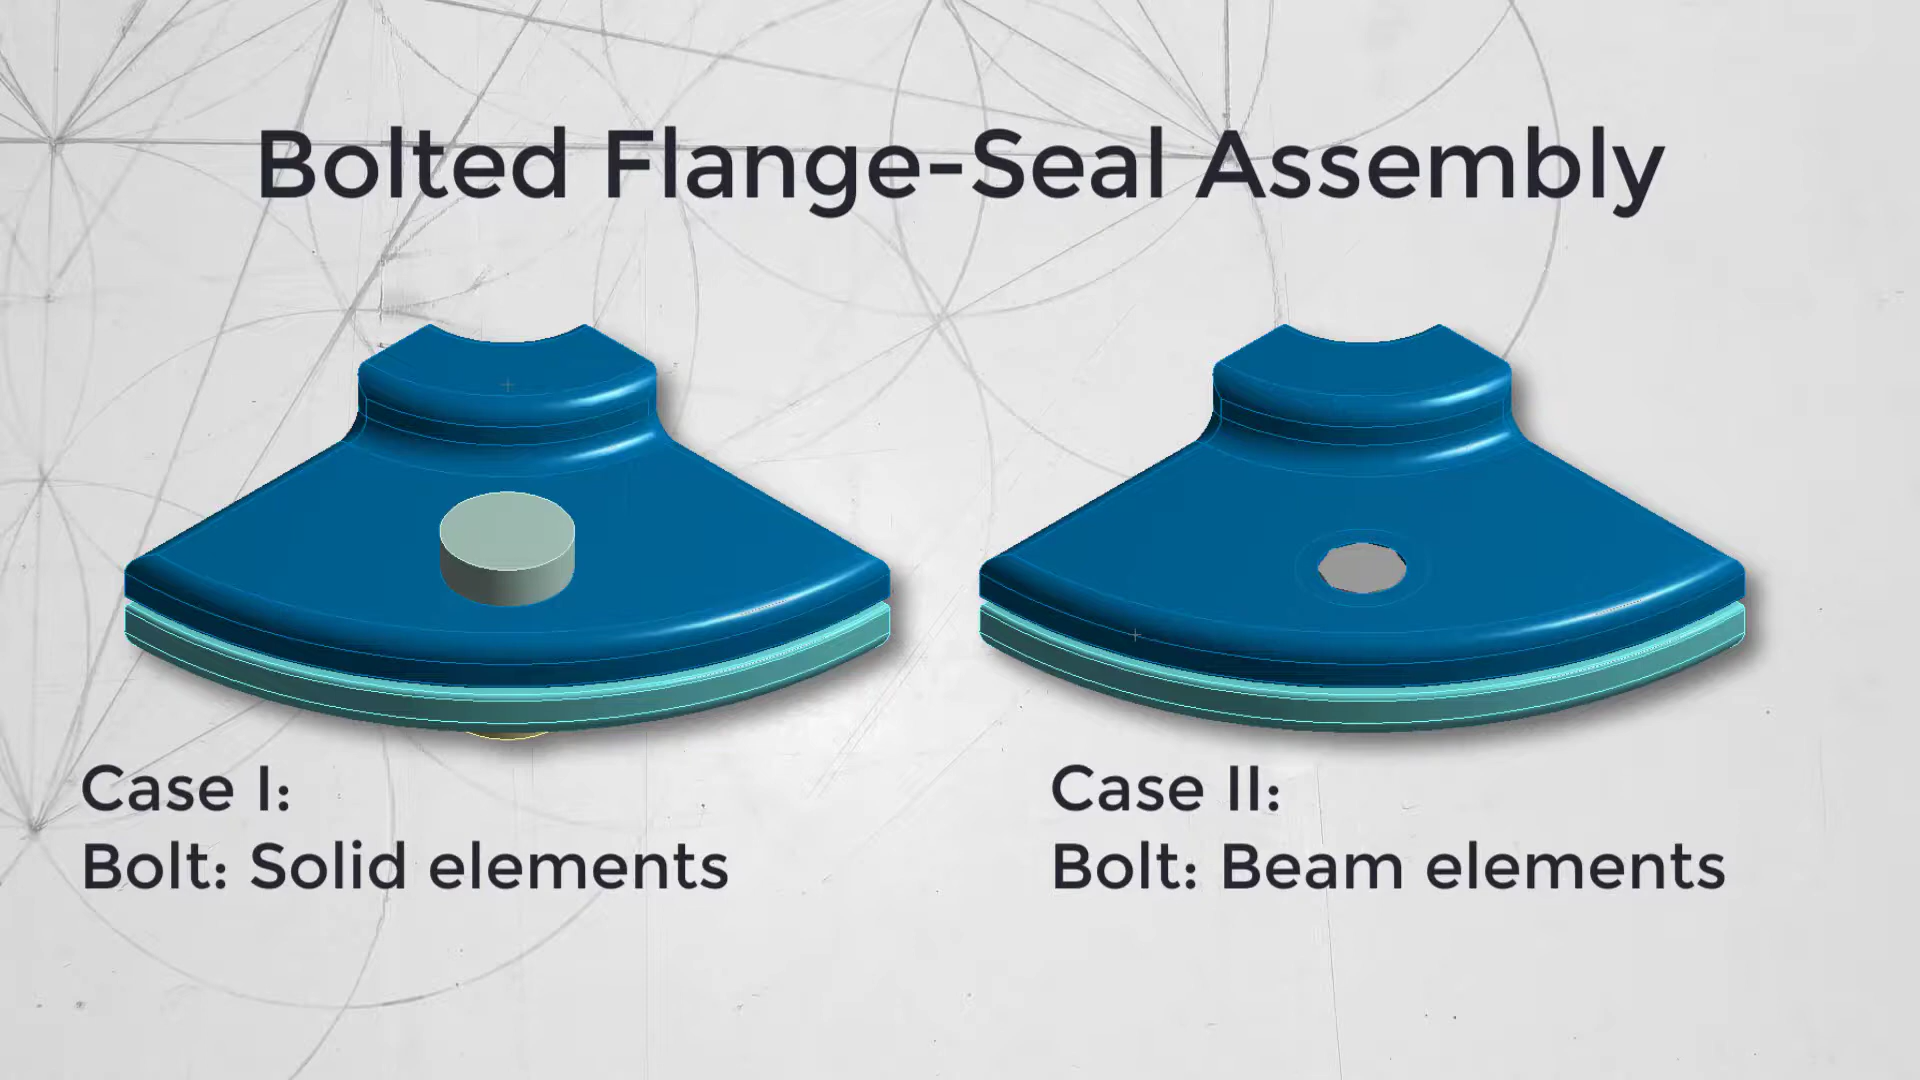 Bolted Flange-Seal Assembly
Case I:
Bolt: Solid elements
Case II:
Bolt: Beam elements